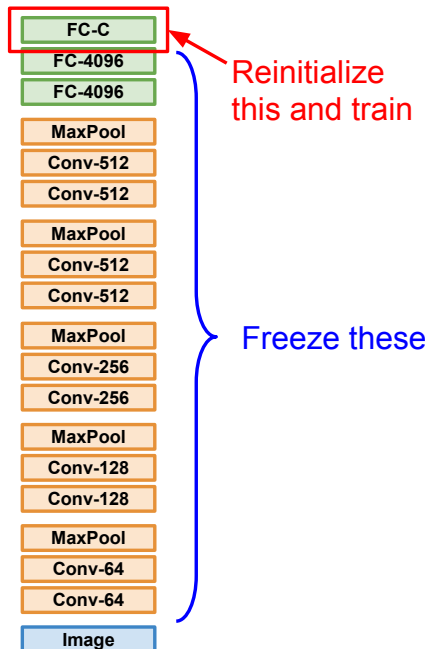 FC-C
FC-4096
FC-4096
MaxPool
Conv-512
Conv-512
MaxPool
Conv-512
Conv-512
MaxPool
Conv-256
Conv-256
MaxPool
Conv-128
Conv-128
MaxPool
Conv-64
Conv-64
Image
Reinitialize
this and train
Freeze these